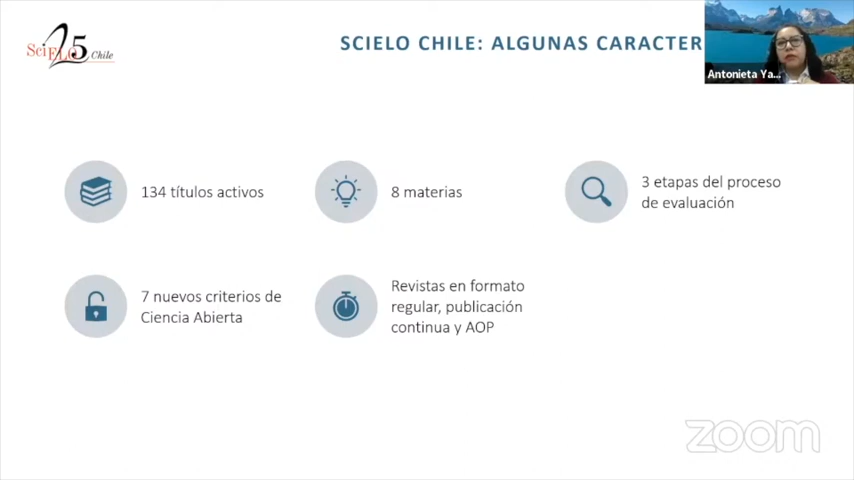 SciELO 25 Chile
SCIELO CHILE: ALGUNAS CARACTER
Antonieta Ya...
134 títulos activos
8 materias
3 etapas del proceso
de evaluación
7 nuevos criterios de
Ciencia Abierta
Revistas en formato
regular, publicación
continua y AOP
zoom